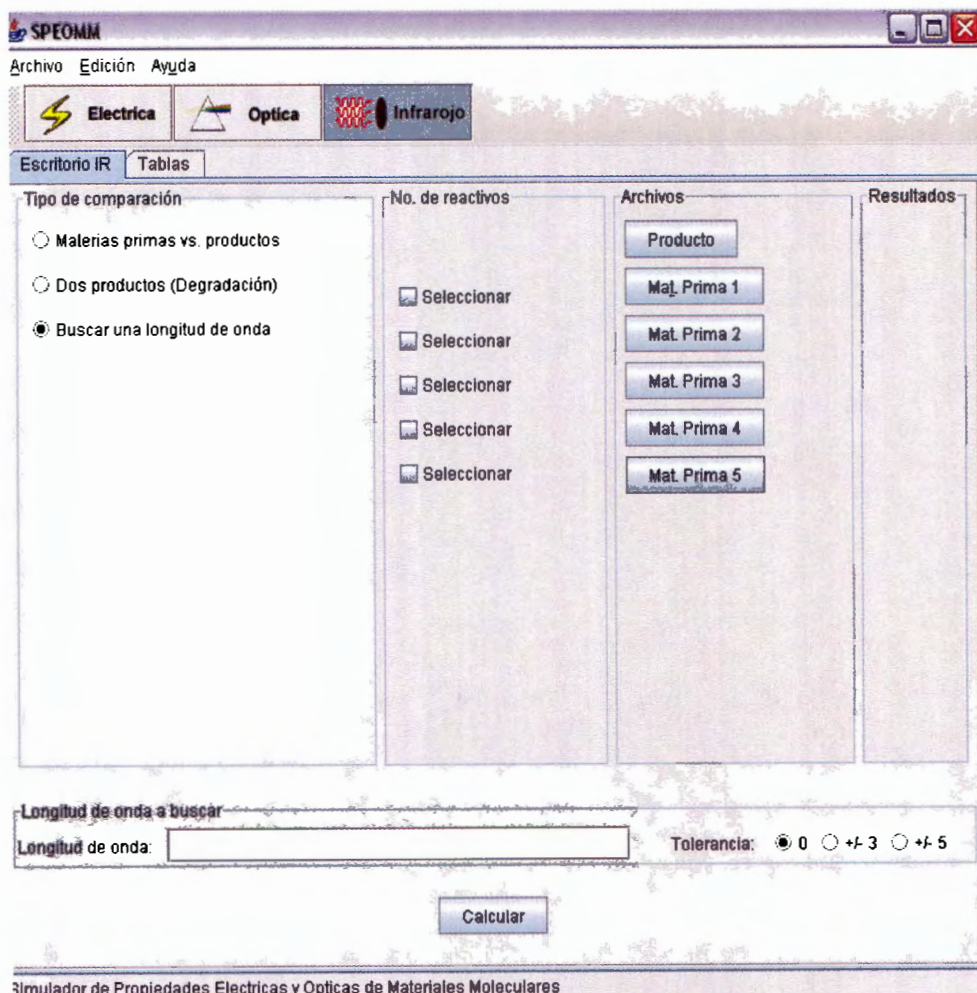 SPEOMM
Archivo Edición Ayuda
Electrica Optica Infrarojo
Escritorio IR Tablas
Tipo de comparación
Materias primas vs. productos
Dos productos (Degradación)
Buscar una longitud de onda
No. de reactivos
Seleccionar
Seleccionar
Seleccionar
Seleccionar
Seleccionar
Archivos
Producto
Mat. Prima 1
Mat. Prima 2
Mat. Prima 3
Mat. Prima 4
Mat. Prima 5
Resultados
Longitud de onda a buscar
Longitud de onda:
Tolerancia: 0 +/- 3 +/- 5
Calcular
Simulador de Propiedades Electricas y Opticas de Materiales Moleculares